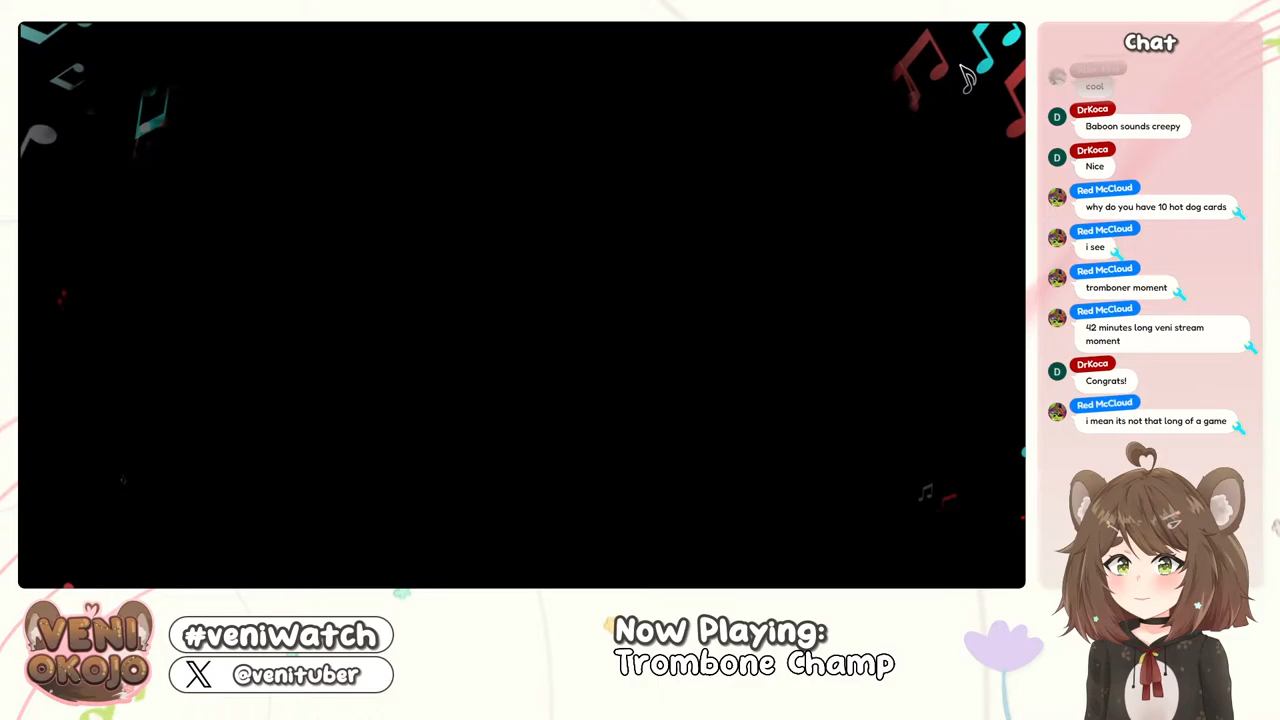 Chat
cool
D
DrKoca
Baboon sounds creepy
D
DrKoca
Nice
Red McCloud
why do you have 10 hot dog cards
Red McCloud
i see
Red McCloud
tromboner moment
Red McCloud
42 minutes long veni stream
moment
D
DrKoca
Congrats!
Red McCloud
i mean its not that long of a game
VENI
OKOJO
#veniWatch
X @venituber
Now Playing:
Trombone Champ